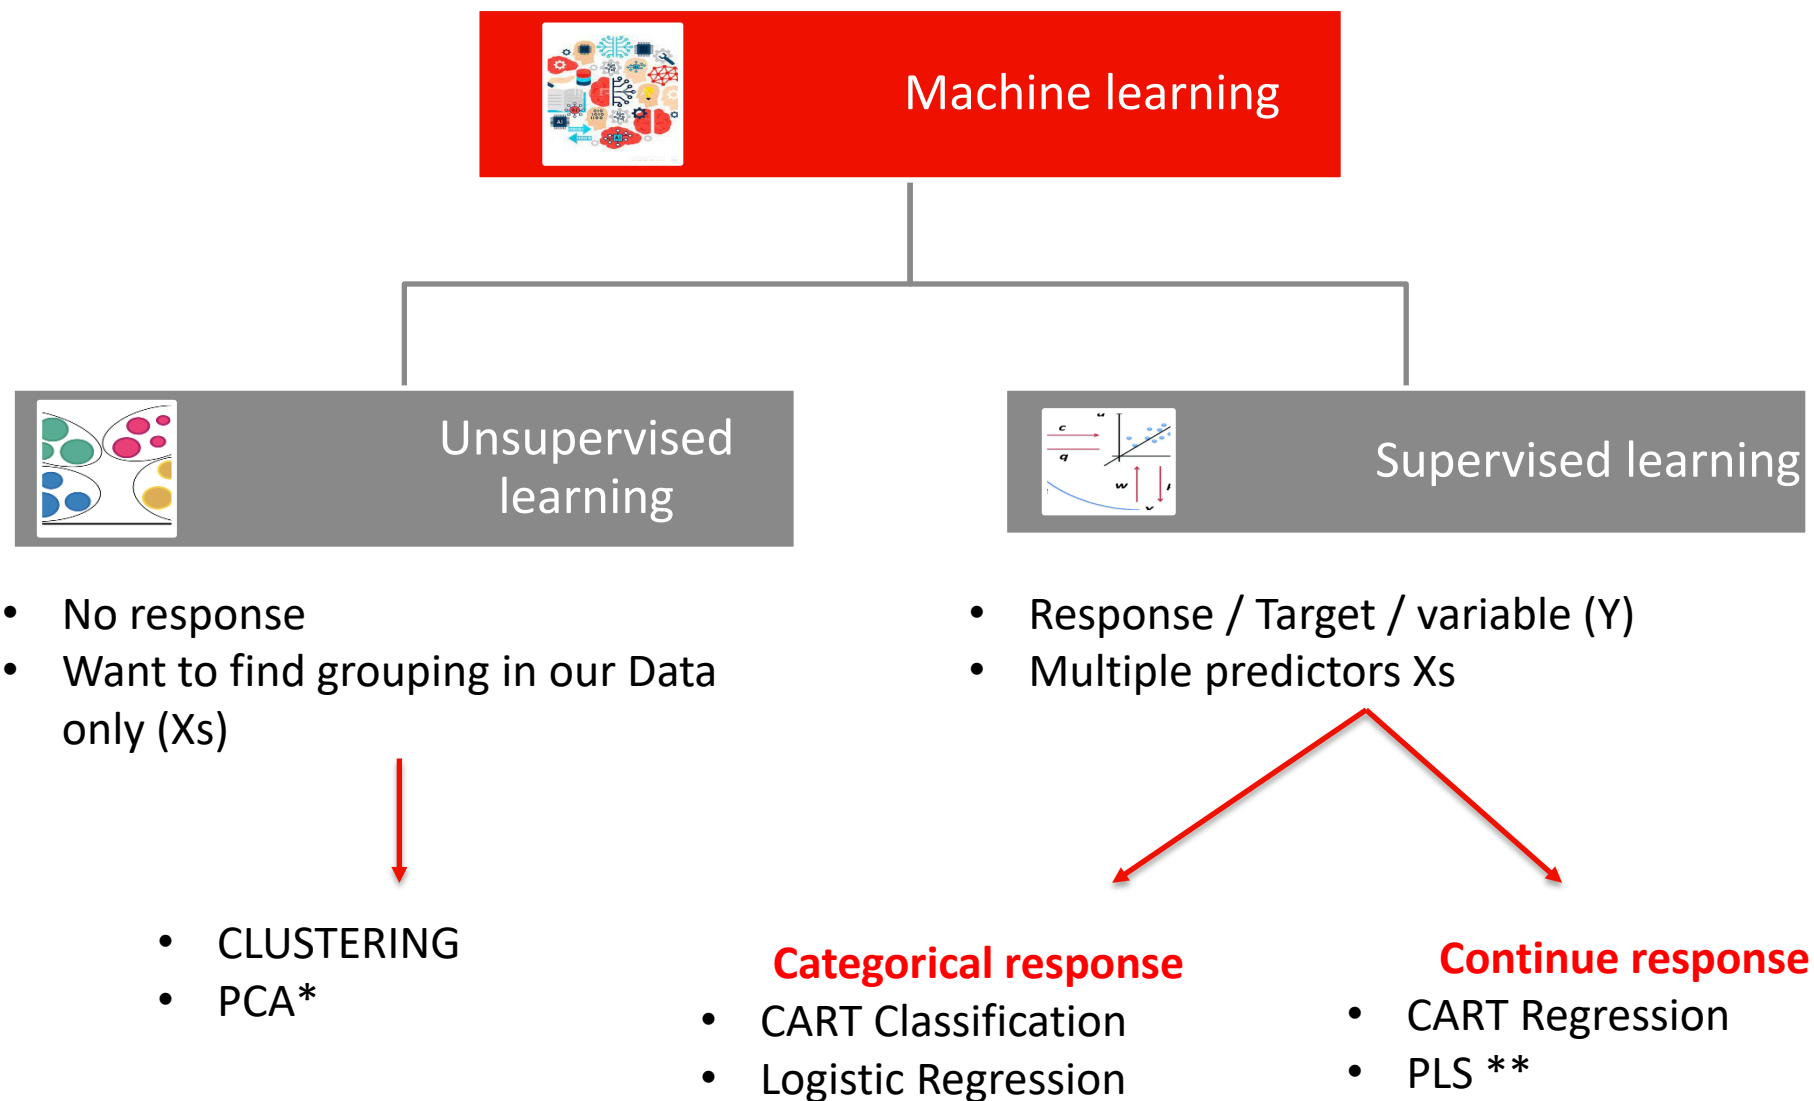 Machine learning
Unsupervised
learning
Supervised learning
• No response
• Want to find grouping in our Data
only (Xs)
• Response / Target / variable (Y)
• Multiple predictors Xs
• CLUSTERING
• PCA*
Categorical response
• CART Classification
• Logistic Regression
Continue response
• CART Regression
• PLS **
c
q
w